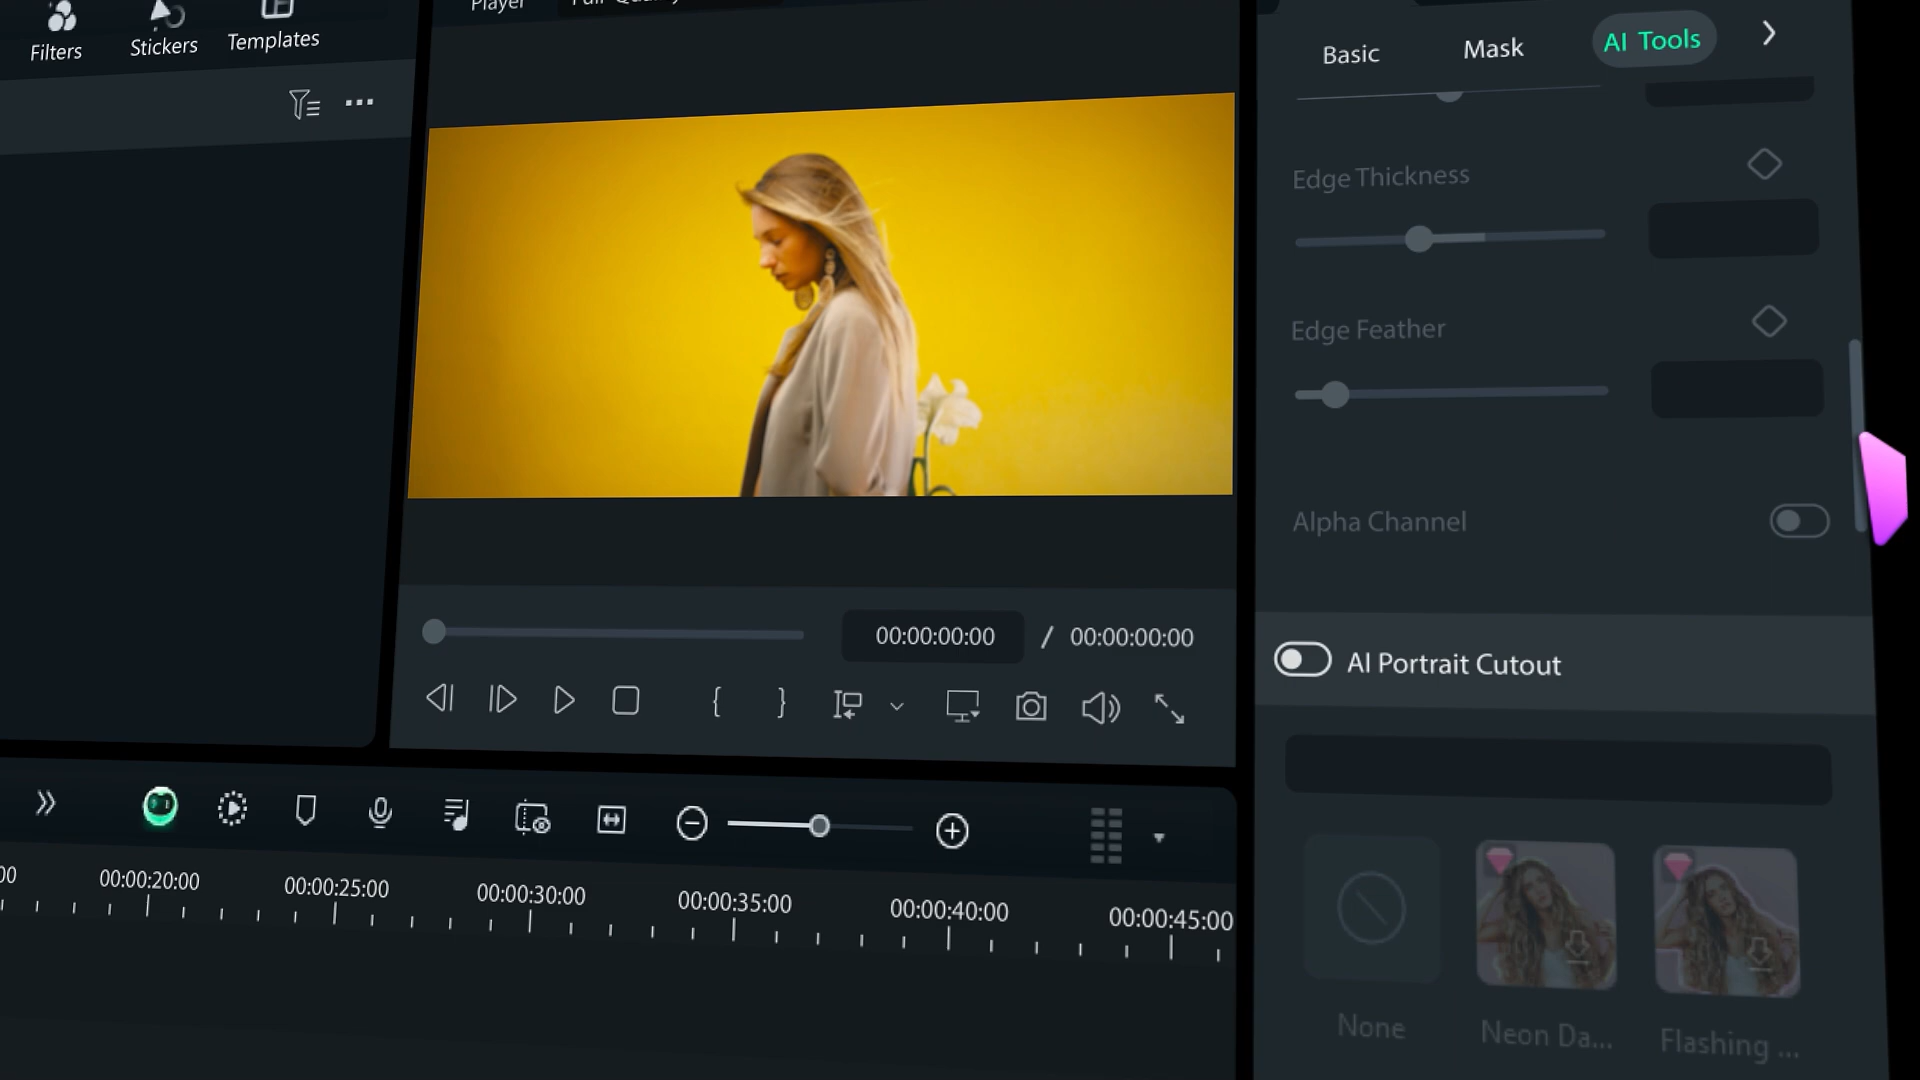 Filters
Stickers
Templates
Player
Basic
Mask
AI Tools
Edge Thickness
Edge Feather
Alpha Channel
00:00:00:00 / 00:00:00:00
AI Portrait Cutout
00:00:20:00
00:00:25:00
00:00:30:00
00:00:35:00
00:00:40:00
00:00:45:00
None
Neon Da...
Flashing ...